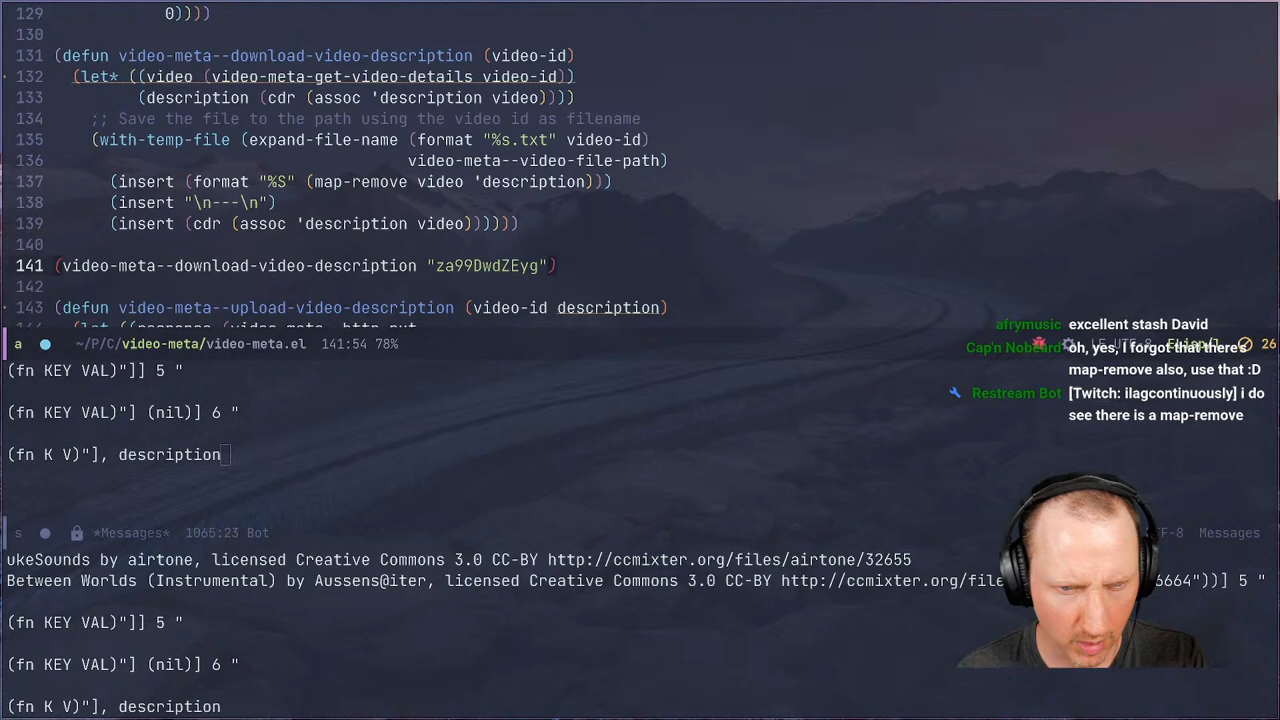 129 0))))
130
131 (defun video-meta--download-video-description (video-id)
132 (let* ((video (video-meta-get-video-details video-id))
133 (description (cdr (assoc 'description video))))
134 ;; Save the file to the path using the video id as filename
135 (with-temp-file (expand-file-name (format "%s.txt" video-id)
136 video-meta--video-file-path)
137 (insert (format "%S" (map-remove video 'description)))
138 (insert "\n---\n")
139 (insert (cdr (assoc 'description video))))))
140
141 (video-meta--download-video-description "za99DwdZEyg")
142
143 (defun video-meta--upload-video-description (video-id description)
a ~/P/C/video-meta/video-meta.el 141:54 78% 26
(fn KEY VAL)"]] 5 "
(fn KEY VAL)"] (nil)] 6 "
(fn K V)"], description
afrymusic excellent stash David
Cap'n Nobeard oh, yes, I forgot that there's
map-remove also, use that :D
Restream Bot [Twitch: ilagcontinuously] i do
see there is a map-remove
s *Messages* 1065:23 Bot Messages
ukeSounds by airtone, licensed Creative Commons 3.0 CC-BY http://ccmixter.org/files/airtone/32655
Between Worlds (Instrumental) by Aussens@iter, licensed Creative Commons 3.0 CC-BY http://ccmixter.org/file 6664"))] 5 "
(fn KEY VAL)"]] 5 "
(fn KEY VAL)"] (nil)] 6 "
(fn K V)"], description